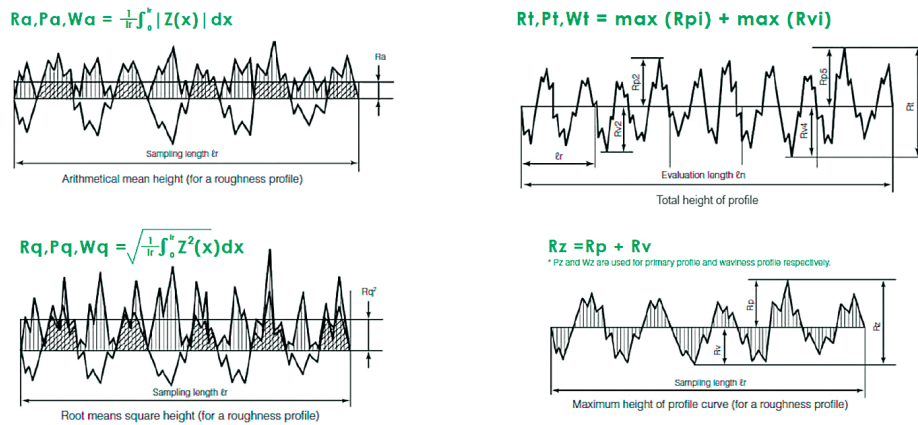 Ra,Pa,Wa = 1/lr ∫₀^lr |Z(x)| dx
Ra
Sampling length ℓr
Arithmetical mean height (for a roughness profile)
Rt,Pt,Wt = max (Rpi) + max (Rvi)
Rp2
Rp5
Rt
Rv2
Rv4
ℓr
Evaluation length ℓn
Total height of profile
Rq,Pq,Wq = √(1/lr ∫₀^lr Z²(x)) dx
Rq²
Sampling length ℓr
Root means square height (for a roughness profile)
Rz =Rp + Rv
* Pz and Wz are used for primary profile and waviness profile respectively.
Rp
Rz
Rv
Sampling length ℓr
Maximum height of profile curve (for a roughness profile)